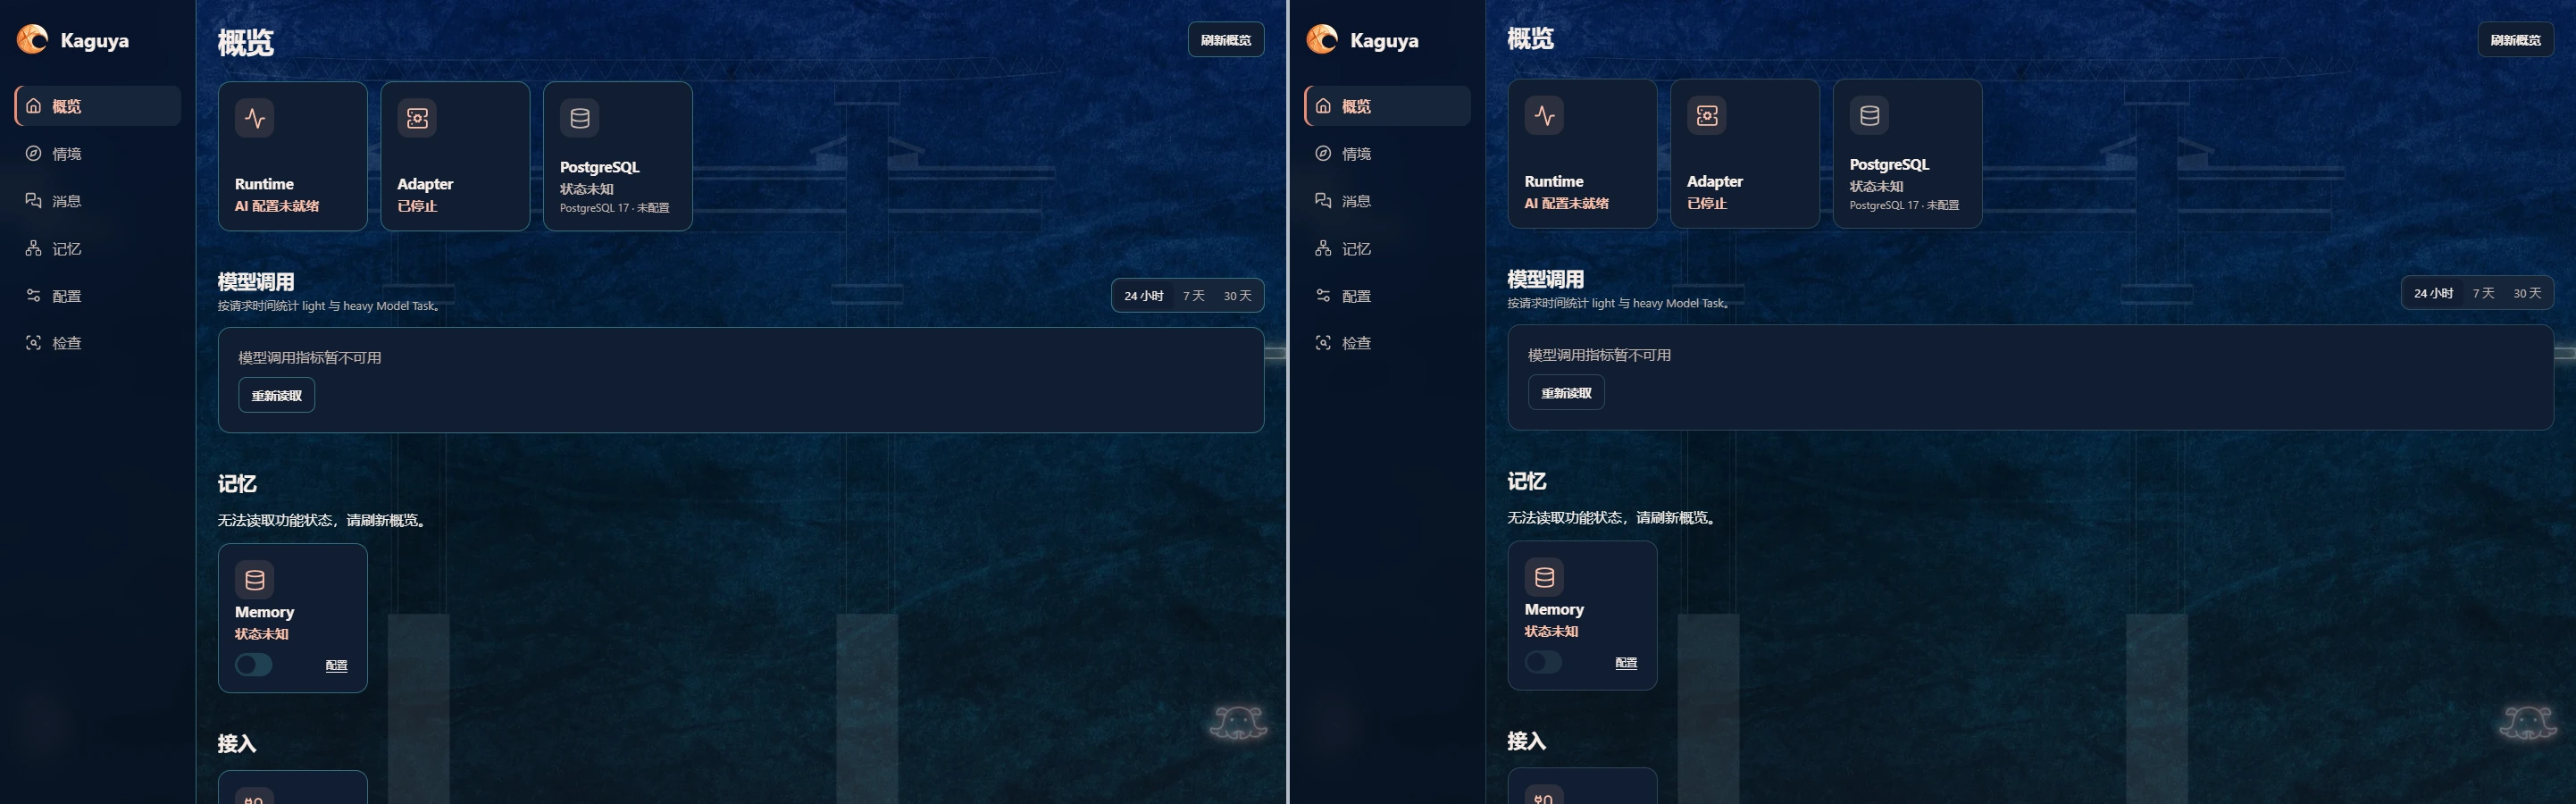 Kaguya
概览
情境
消息
记忆
配置
检查
概览
刷新概览
Runtime
AI 配置未就绪
Adapter
已停止
PostgreSQL
状态未知
PostgreSQL 17 · 未配置
模型调用
按请求时间统计 light 与 heavy Model Task。
24 小时 7 天 30 天
模型调用指标暂不可用
重新读取
记忆
无法读取功能状态，请刷新概览。
Memory
状态未知
配置
接入
Kaguya
概览
情境
消息
记忆
配置
检查
概览
刷新概览
Runtime
AI 配置未就绪
Adapter
已停止
PostgreSQL
状态未知
PostgreSQL 17 · 未配置
模型调用
按请求时间统计 light 与 heavy Model Task。
24 小时 7 天 30 天
模型调用指标暂不可用
重新读取
记忆
无法读取功能状态，请刷新概览。
Memory
状态未知
配置
接入